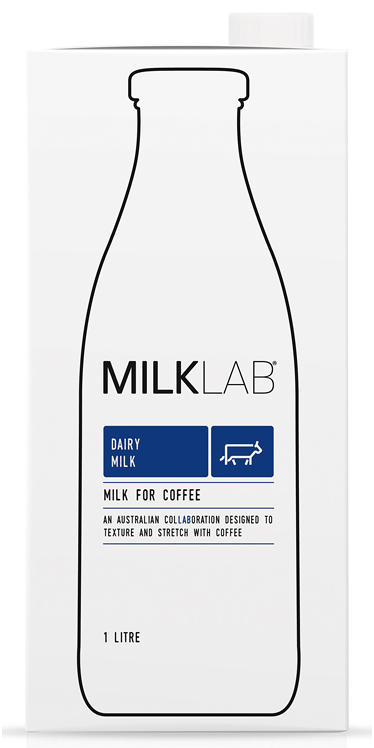 MILKLAB®
DAIRY
MILK
MILK FOR COFFEE
AN AUSTRALIAN COLLABORATION DESIGNED TO
TEXTURE AND STRETCH WITH COFFEE
1 LITRE